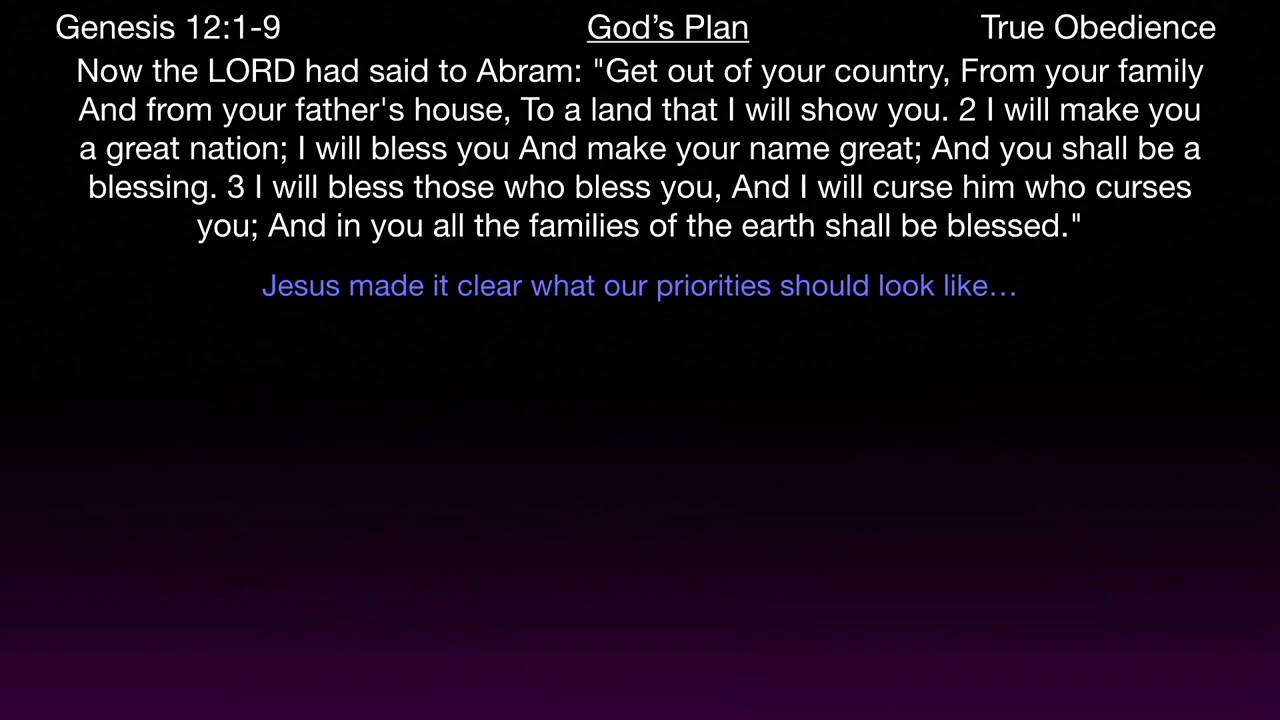 Genesis 12:1-9 God’s Plan True Obedience
Now the LORD had said to Abram: "Get out of your country, From your family
And from your father's house, To a land that I will show you. 2 I will make you
a great nation; I will bless you And make your name great; And you shall be a
blessing. 3 I will bless those who bless you, And I will curse him who curses
you; And in you all the families of the earth shall be blessed."
Jesus made it clear what our priorities should look like…